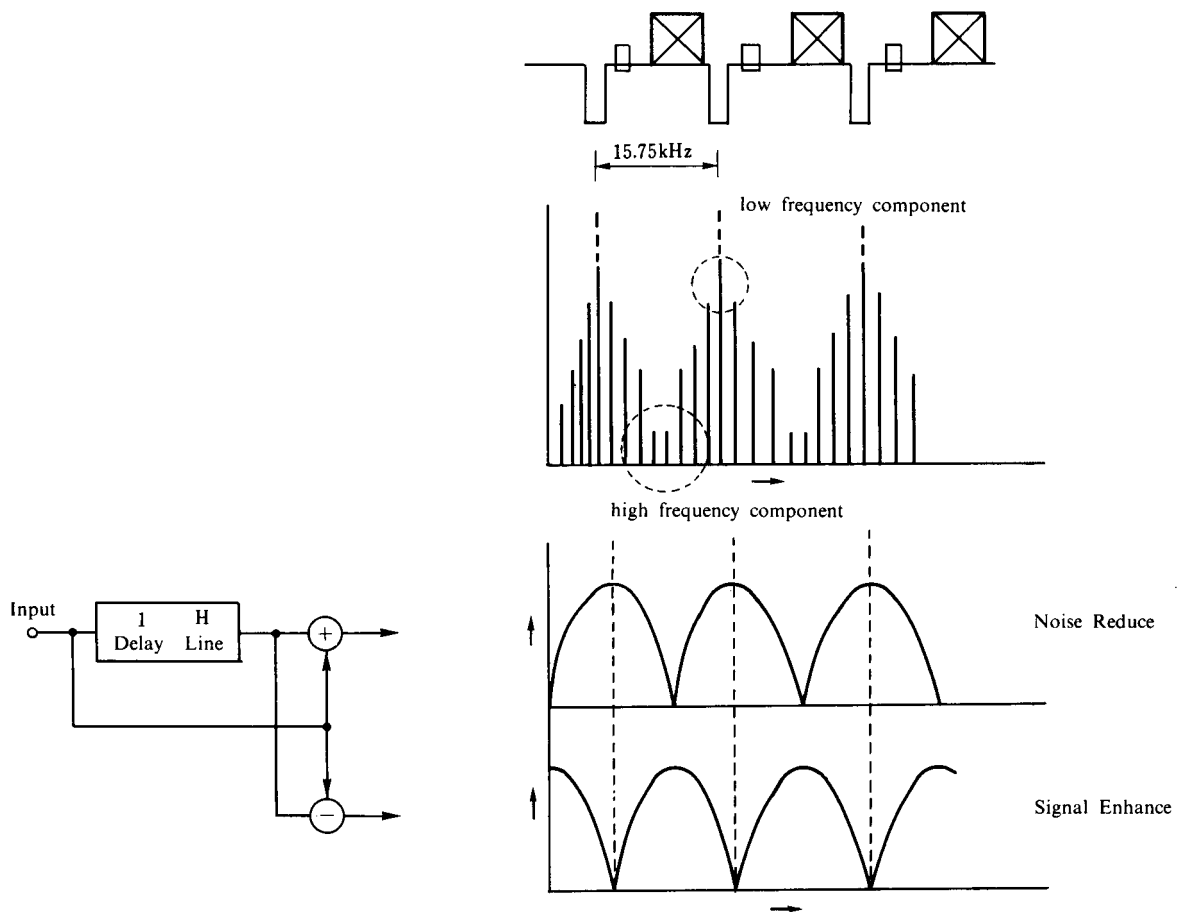 15.75kHz
low frequency component
high frequency component
Input
1 H
Delay Line
+
−
Noise Reduce
Signal Enhance